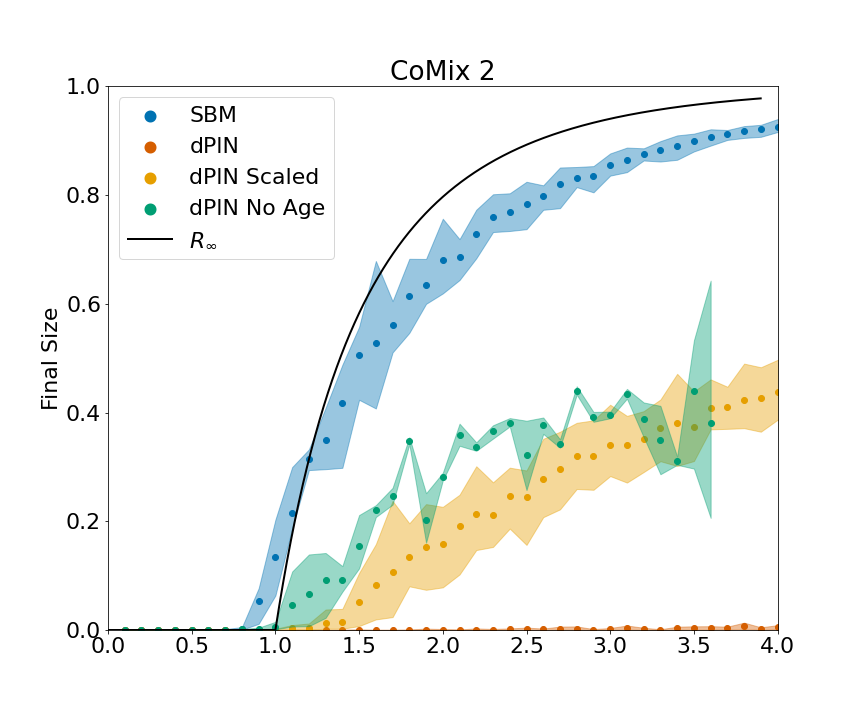 CoMix 2
1.0
0.8
0.6
0.4
0.2
0.0
Final Size
SBM
dPIN
dPIN Scaled
dPIN No Age
R∞
0.0 0.5 1.0 1.5 2.0 2.5 3.0 3.5 4.0